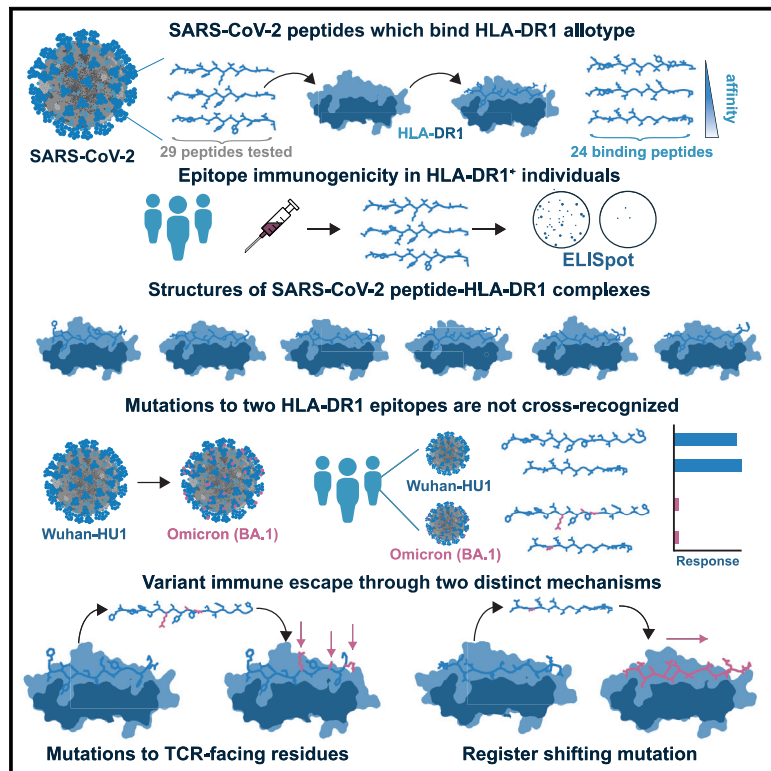 SARS-CoV-2 peptides which bind HLA-DR1 allotype
SARS-CoV-2
29 peptides tested
HLA-DR1
24 binding peptides
affinity
Epitope immunogenicity in HLA-DR1⁺ individuals
ELISpot
Structures of SARS-CoV-2 peptide-HLA-DR1 complexes
Mutations to two HLA-DR1 epitopes are not cross-recognized
Wuhan-HU1
Omicron (BA.1)
Wuhan-HU1
Omicron (BA.1)
Response
Variant immune escape through two distinct mechanisms
Mutations to TCR-facing residues
Register shifting mutation